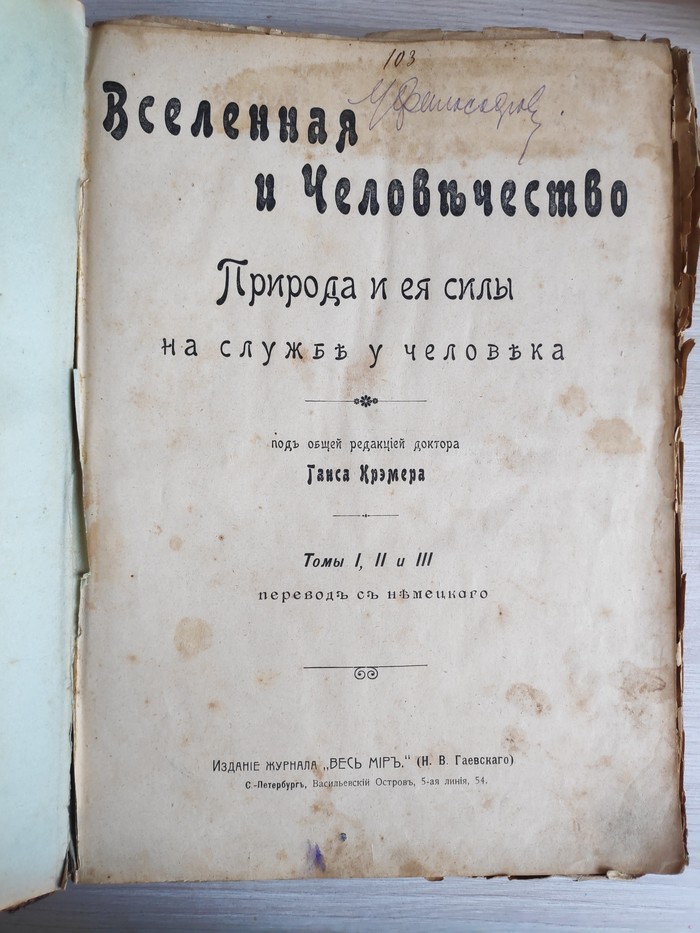 103
Вселенная
и Человѣчество
Природа и ея силы
на службѣ у человѣка
подъ общей редакціей доктора
Ганса Крэмера
Томы I, II и III
переводъ съ нѣмецкаго
Изданіе журнала „ВЕСЬ МІРЪ.“ (Н. В. Гаевскаго)
С.-Петербургъ, Васильевскій Островъ, 5-ая линія, 54.